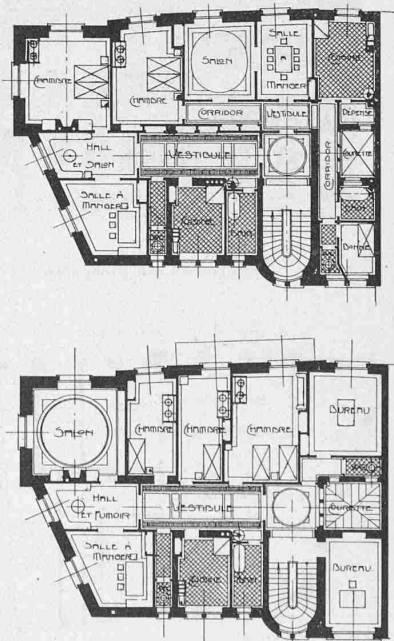 CHAMBRE
CHAMBRE
SALON
SALLE
À
MANGER
CUISINE
CORRIDOR
VESTIBULE
DÉPENSE
HALL
ET SALON
VESTIBULE
CORRIDOR
COURETTE
SALLE À
MANGER
CUISINE
BAIN
BONNE
SALON
CHAMBRE
CHAMBRE
CHAMBRE
BUREAU
HALL
ET FUMOIR
VESTIBULE
COURETTE
SALLE À
MANGER
CUISINE
BAIN
BUREAU